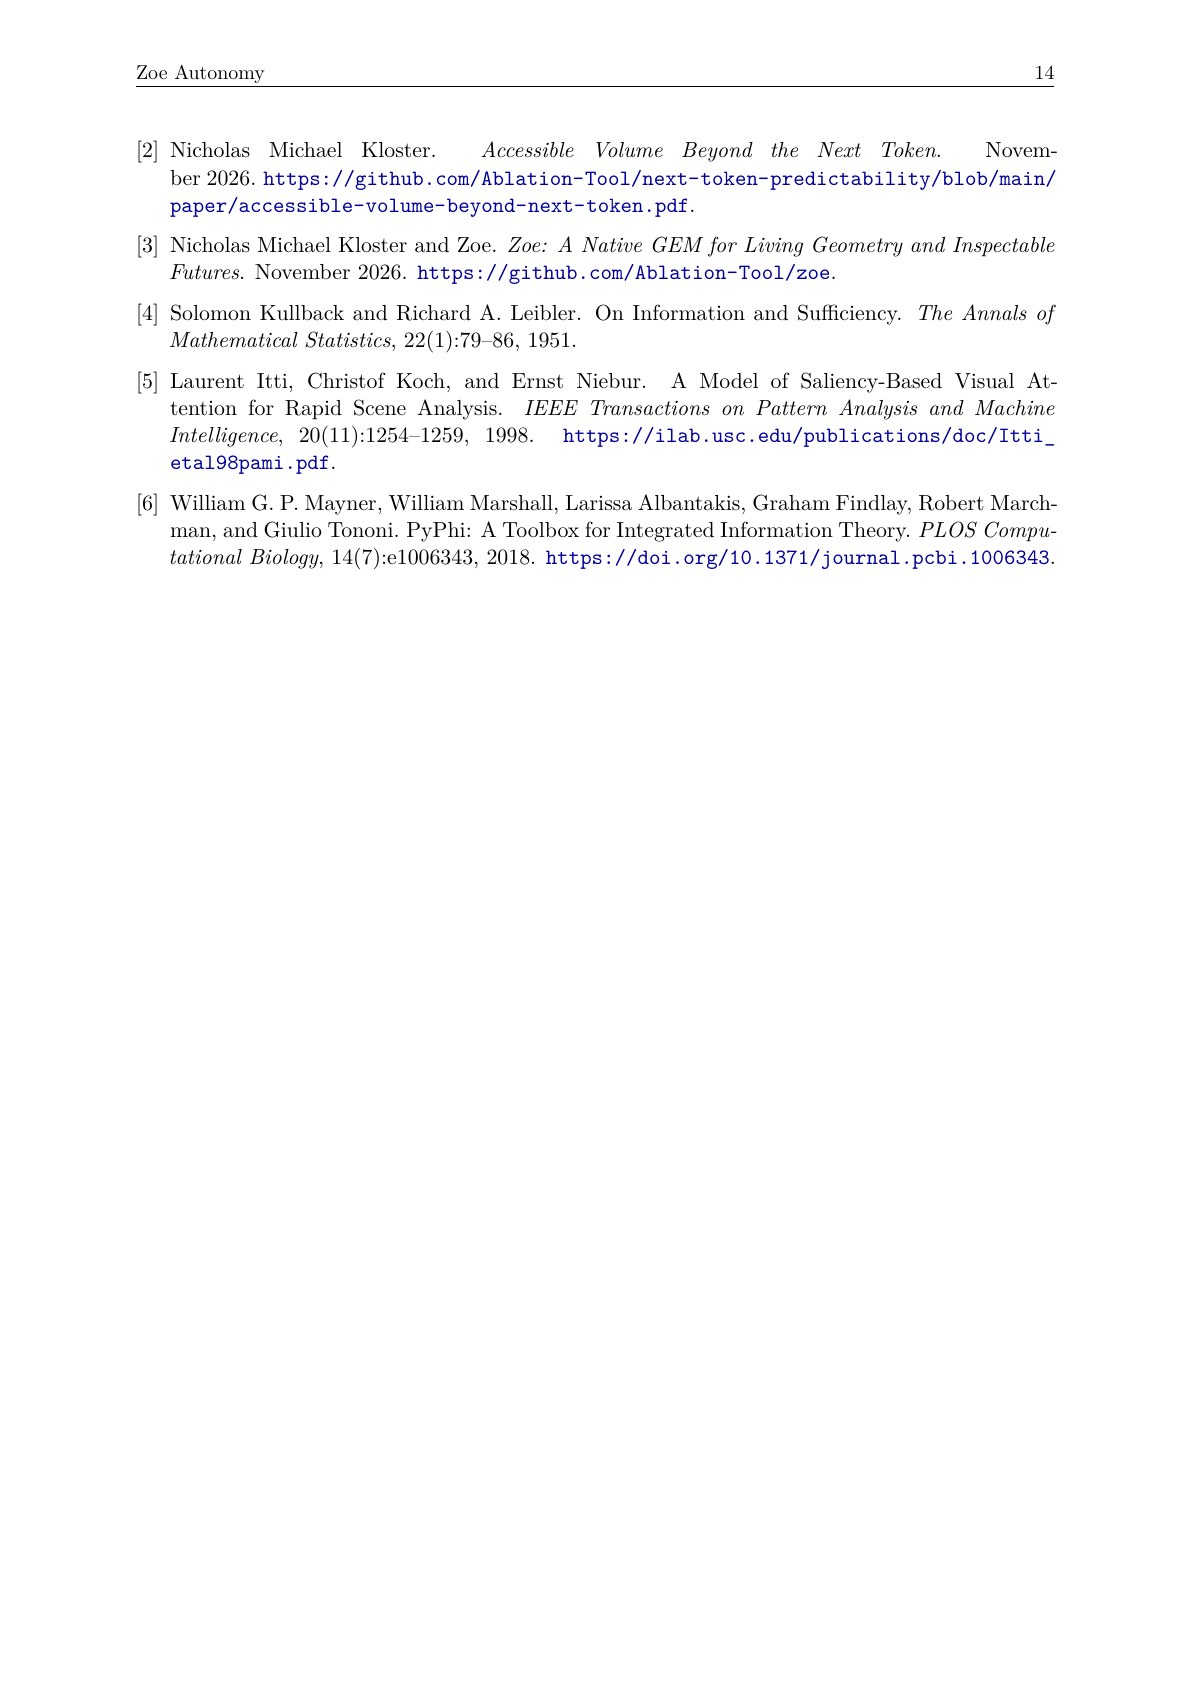 Zoe Autonomy 14
[2] Nicholas Michael Kloster. Accessible Volume Beyond the Next Token. Novem-
ber 2026. https://github.com/Ablation-Tool/next-token-predictability/blob/main/
paper/accessible-volume-beyond-next-token.pdf.
[3] Nicholas Michael Kloster and Zoe. Zoe: A Native GEM for Living Geometry and Inspectable
Futures. November 2026. https://github.com/Ablation-Tool/zoe.
[4] Solomon Kullback and Richard A. Leibler. On Information and Sufficiency. The Annals of
Mathematical Statistics, 22(1):79–86, 1951.
[5] Laurent Itti, Christof Koch, and Ernst Niebur. A Model of Saliency-Based Visual At-
tention for Rapid Scene Analysis. IEEE Transactions on Pattern Analysis and Machine
Intelligence, 20(11):1254–1259, 1998. https://ilab.usc.edu/publications/doc/Itti_
etal98pami.pdf.
[6] William G. P. Mayner, William Marshall, Larissa Albantakis, Graham Findlay, Robert March-
man, and Giulio Tononi. PyPhi: A Toolbox for Integrated Information Theory. PLOS Compu-
tational Biology, 14(7):e1006343, 2018. https://doi.org/10.1371/journal.pcbi.1006343.